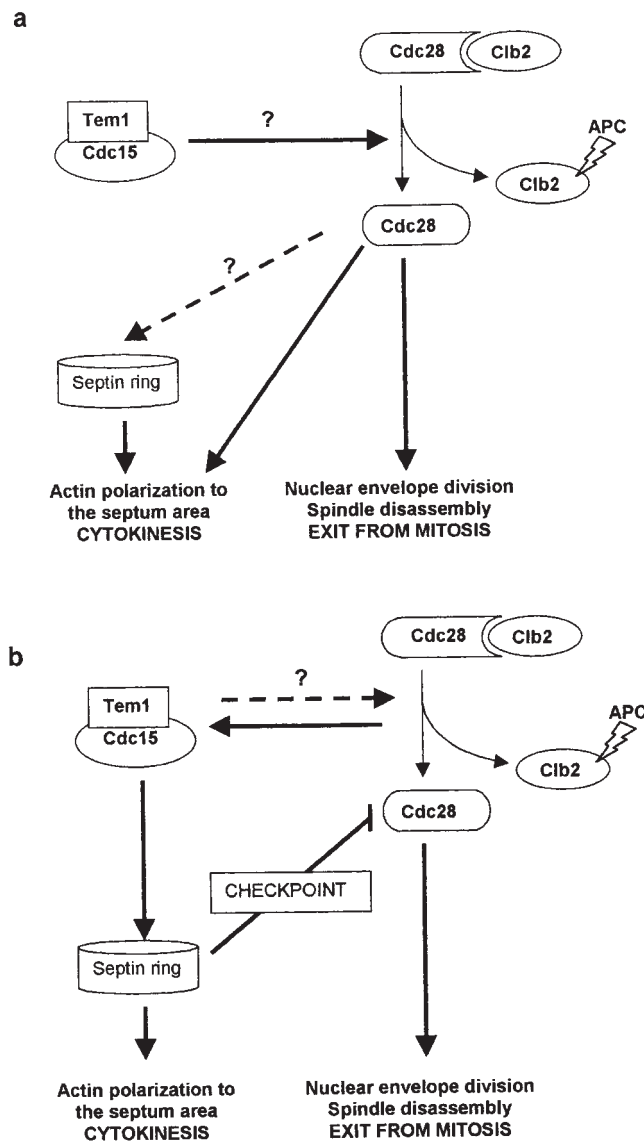 a
Cdc28
Clb2
Tem1
Cdc15
?
APC
Clb2
Cdc28
?
Septin ring
Actin polarization to
the septum area
CYTOKINESIS
Nuclear envelope division
Spindle disassembly
EXIT FROM MITOSIS
b
Cdc28
Clb2
Tem1
Cdc15
?
APC
Clb2
Cdc28
CHECKPOINT
Septin ring
Actin polarization to
the septum area
CYTOKINESIS
Nuclear envelope division
Spindle disassembly
EXIT FROM MITOSIS